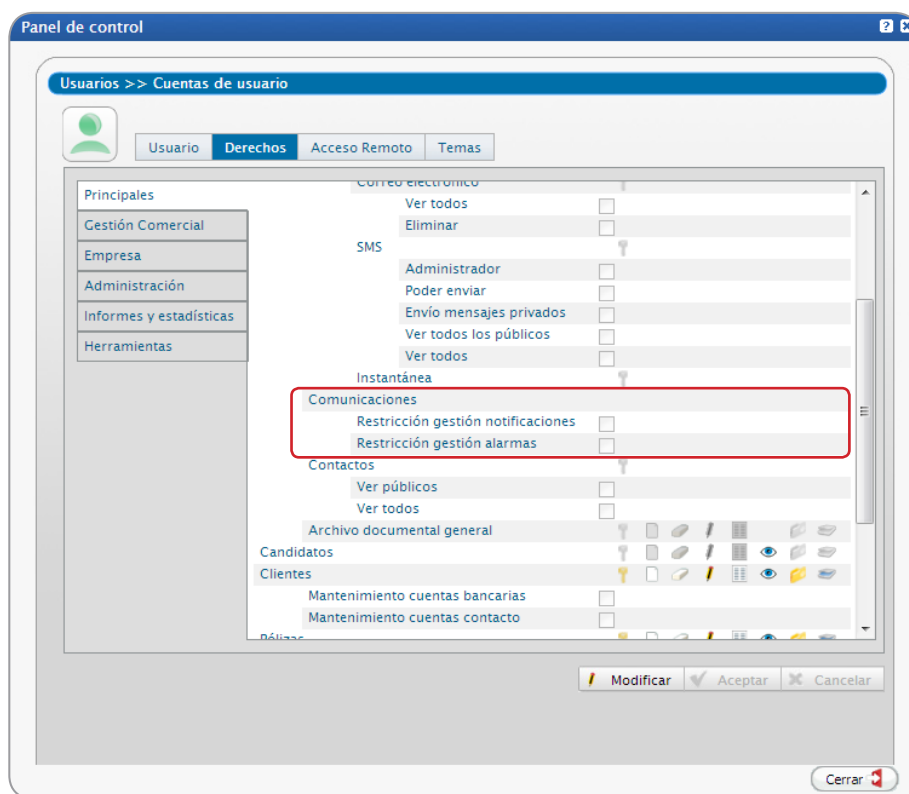 Panel de control
Usuarios >> Cuentas de usuario
Usuario Derechos Acceso Remoto Temas
Principales
Gestión Comercial
Empresa
Administración
Informes y estadísticas
Herramientas
Correo electrónico
Ver todos
Eliminar
SMS
Administrador
Poder enviar
Envío mensajes privados
Ver todos los públicos
Ver todos
Instantánea
Comunicaciones
Restricción gestión notificaciones
Restricción gestión alarmas
Contactos
Ver públicos
Ver todos
Archivo documental general
Candidatos
Clientes
Mantenimiento cuentas bancarias
Mantenimiento cuentas contacto
Pólizas
Modificar Aceptar Cancelar
Cerrar